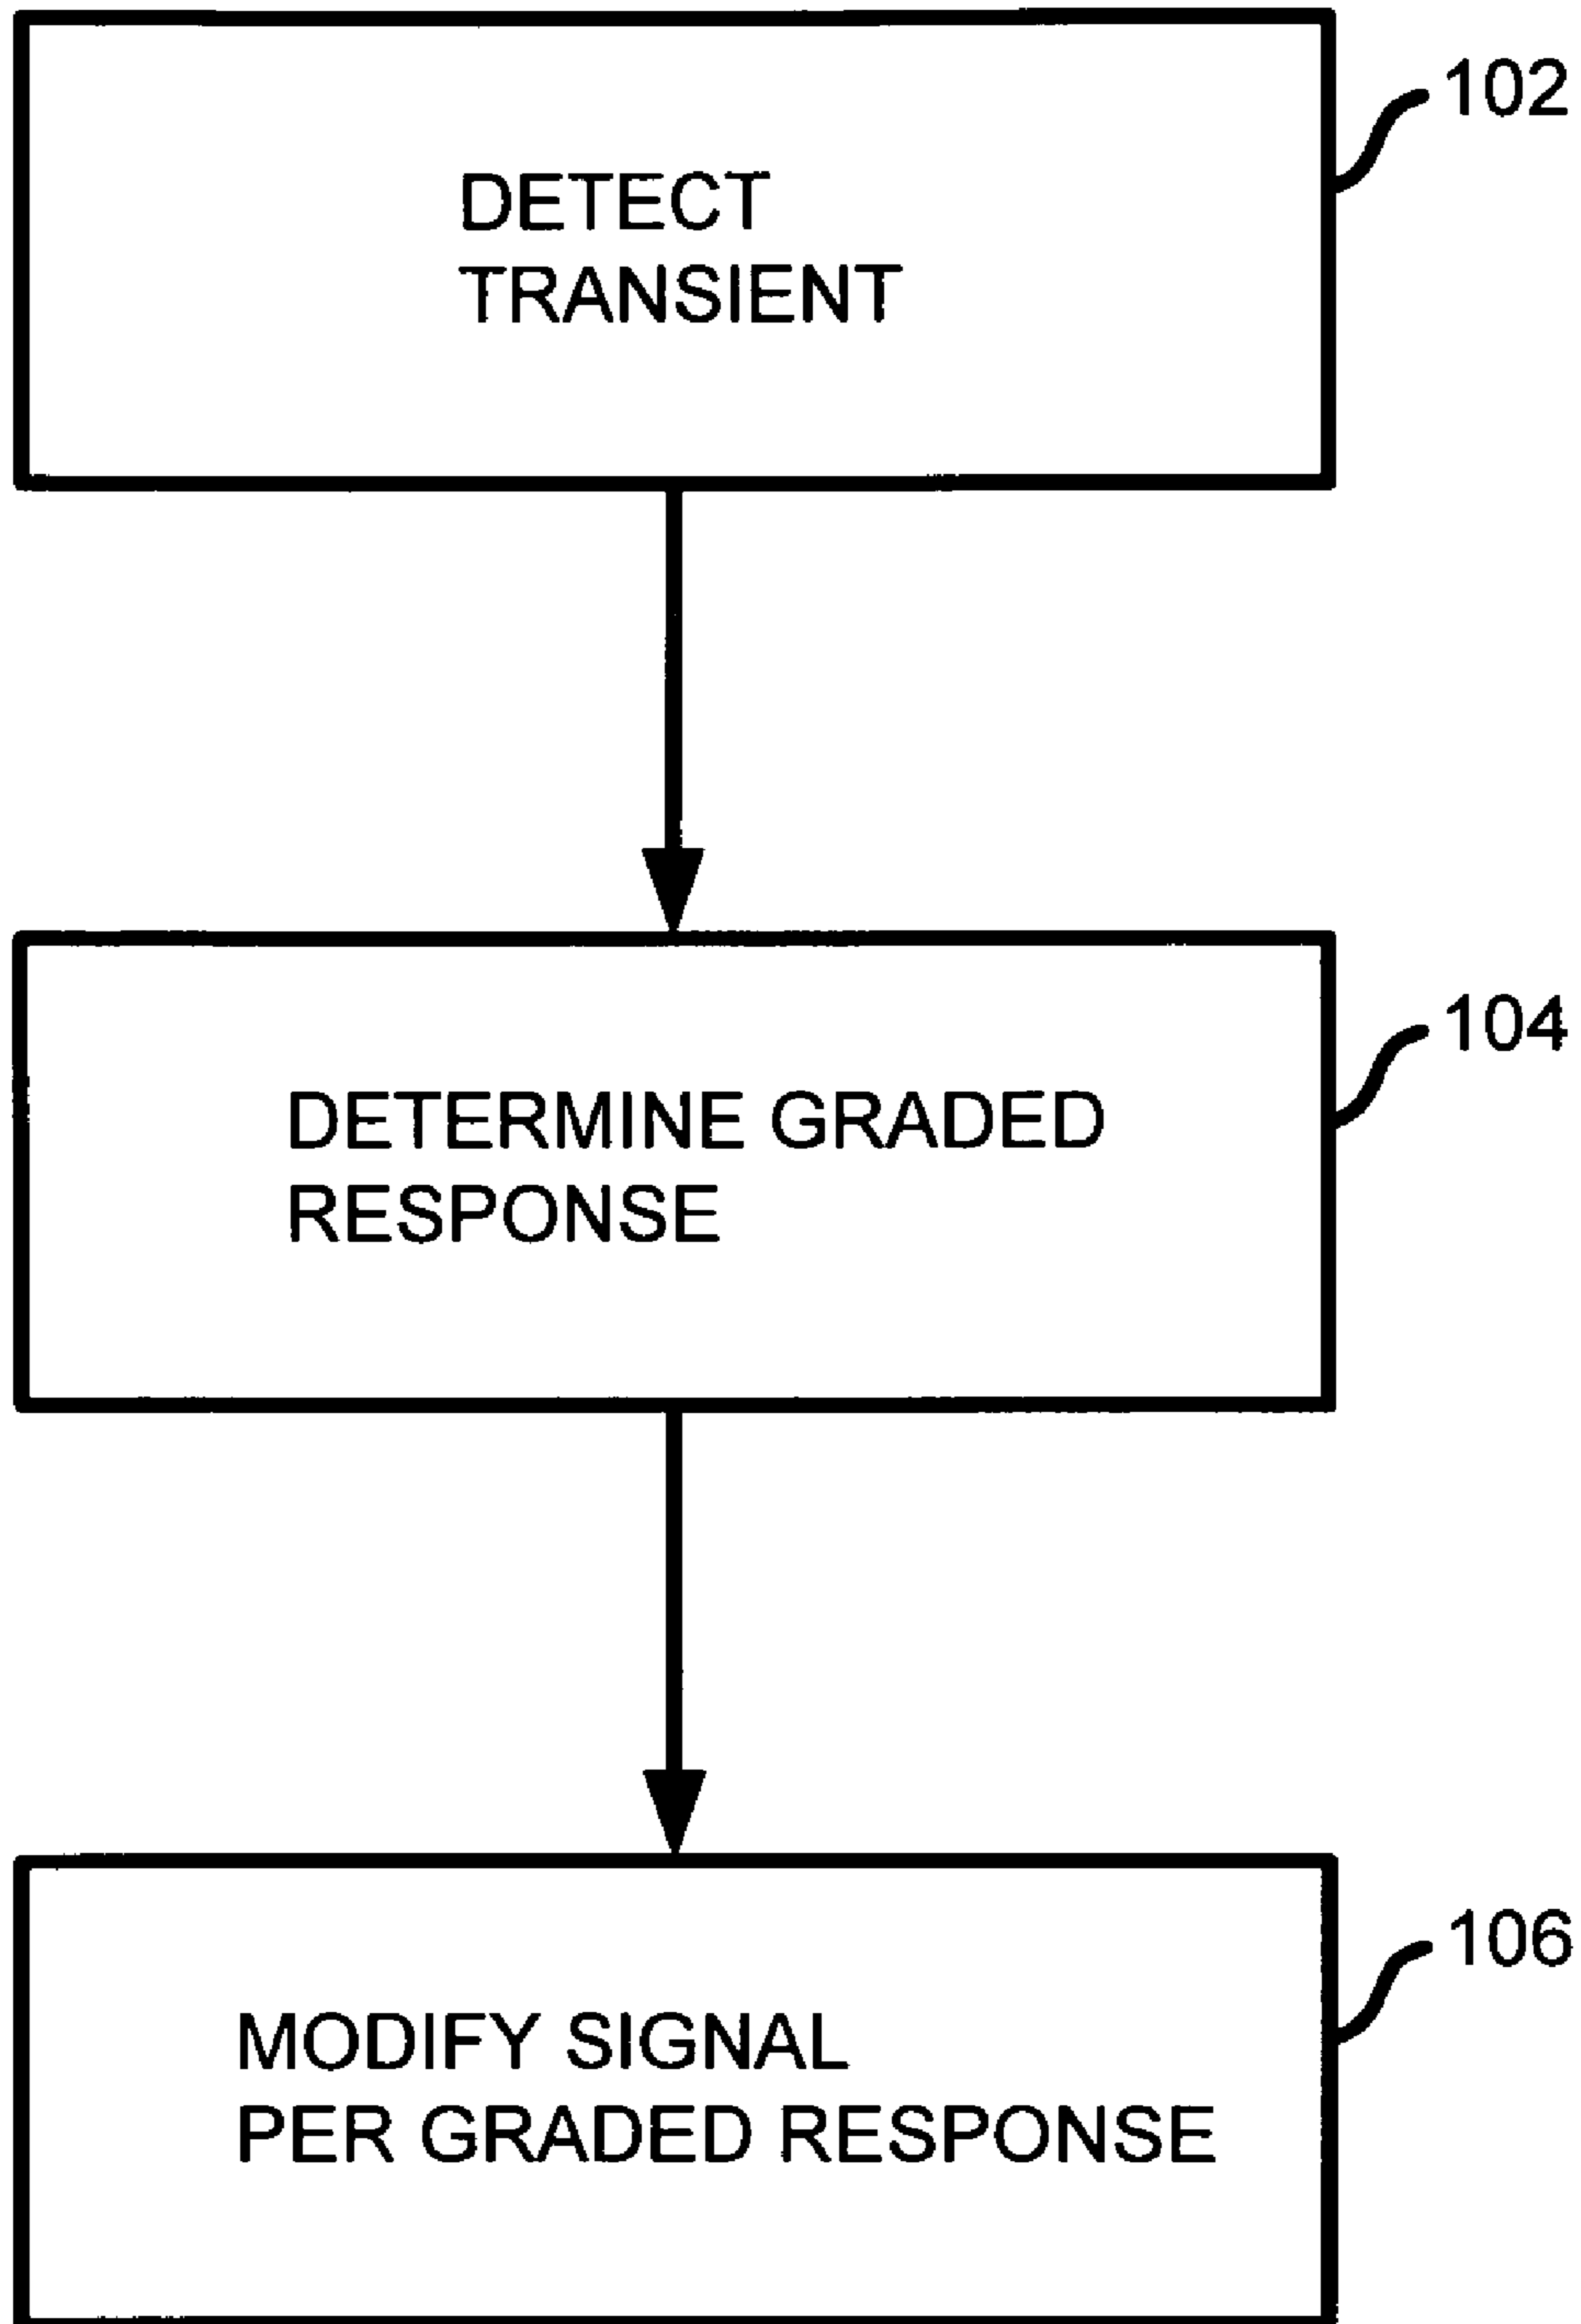 102
DETECT
TRANSIENT
104
DETERMINE GRADED
RESPONSE
106
MODIFY SIGNAL
PER GRADED RESPONSE